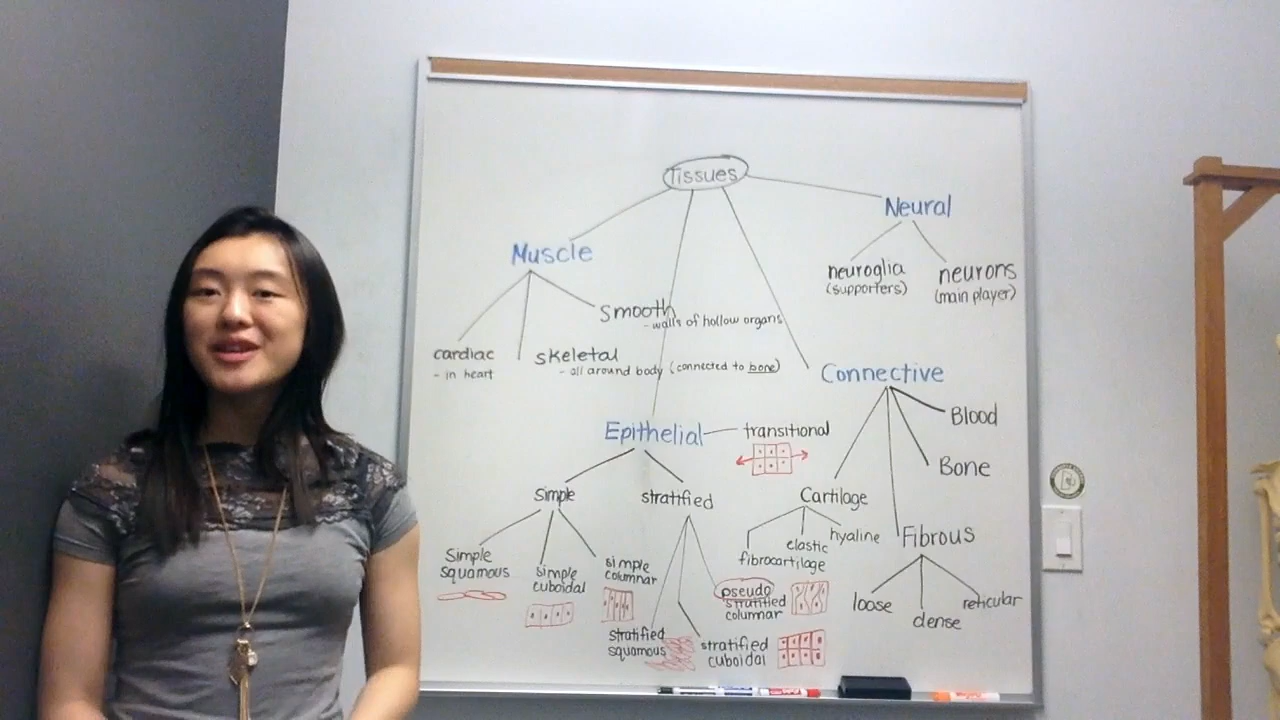 Tissues
Muscle
cardiac
- in heart
skeletal
- all around body (connected to bone)
smooth
- walls of hollow organs
Neural
neuroglia
(supporters)
neurons
(main player)
Epithelial
transitional
simple
stratified
Simple
squamous
simple
cuboidal
simple
columnar
stratified
squamous
stratified
cuboidal
pseudo
stratified
columnar
Connective
Blood
Bone
Cartilage
fibrocartilage
elastic
hyaline
Fibrous
loose
dense
reticular